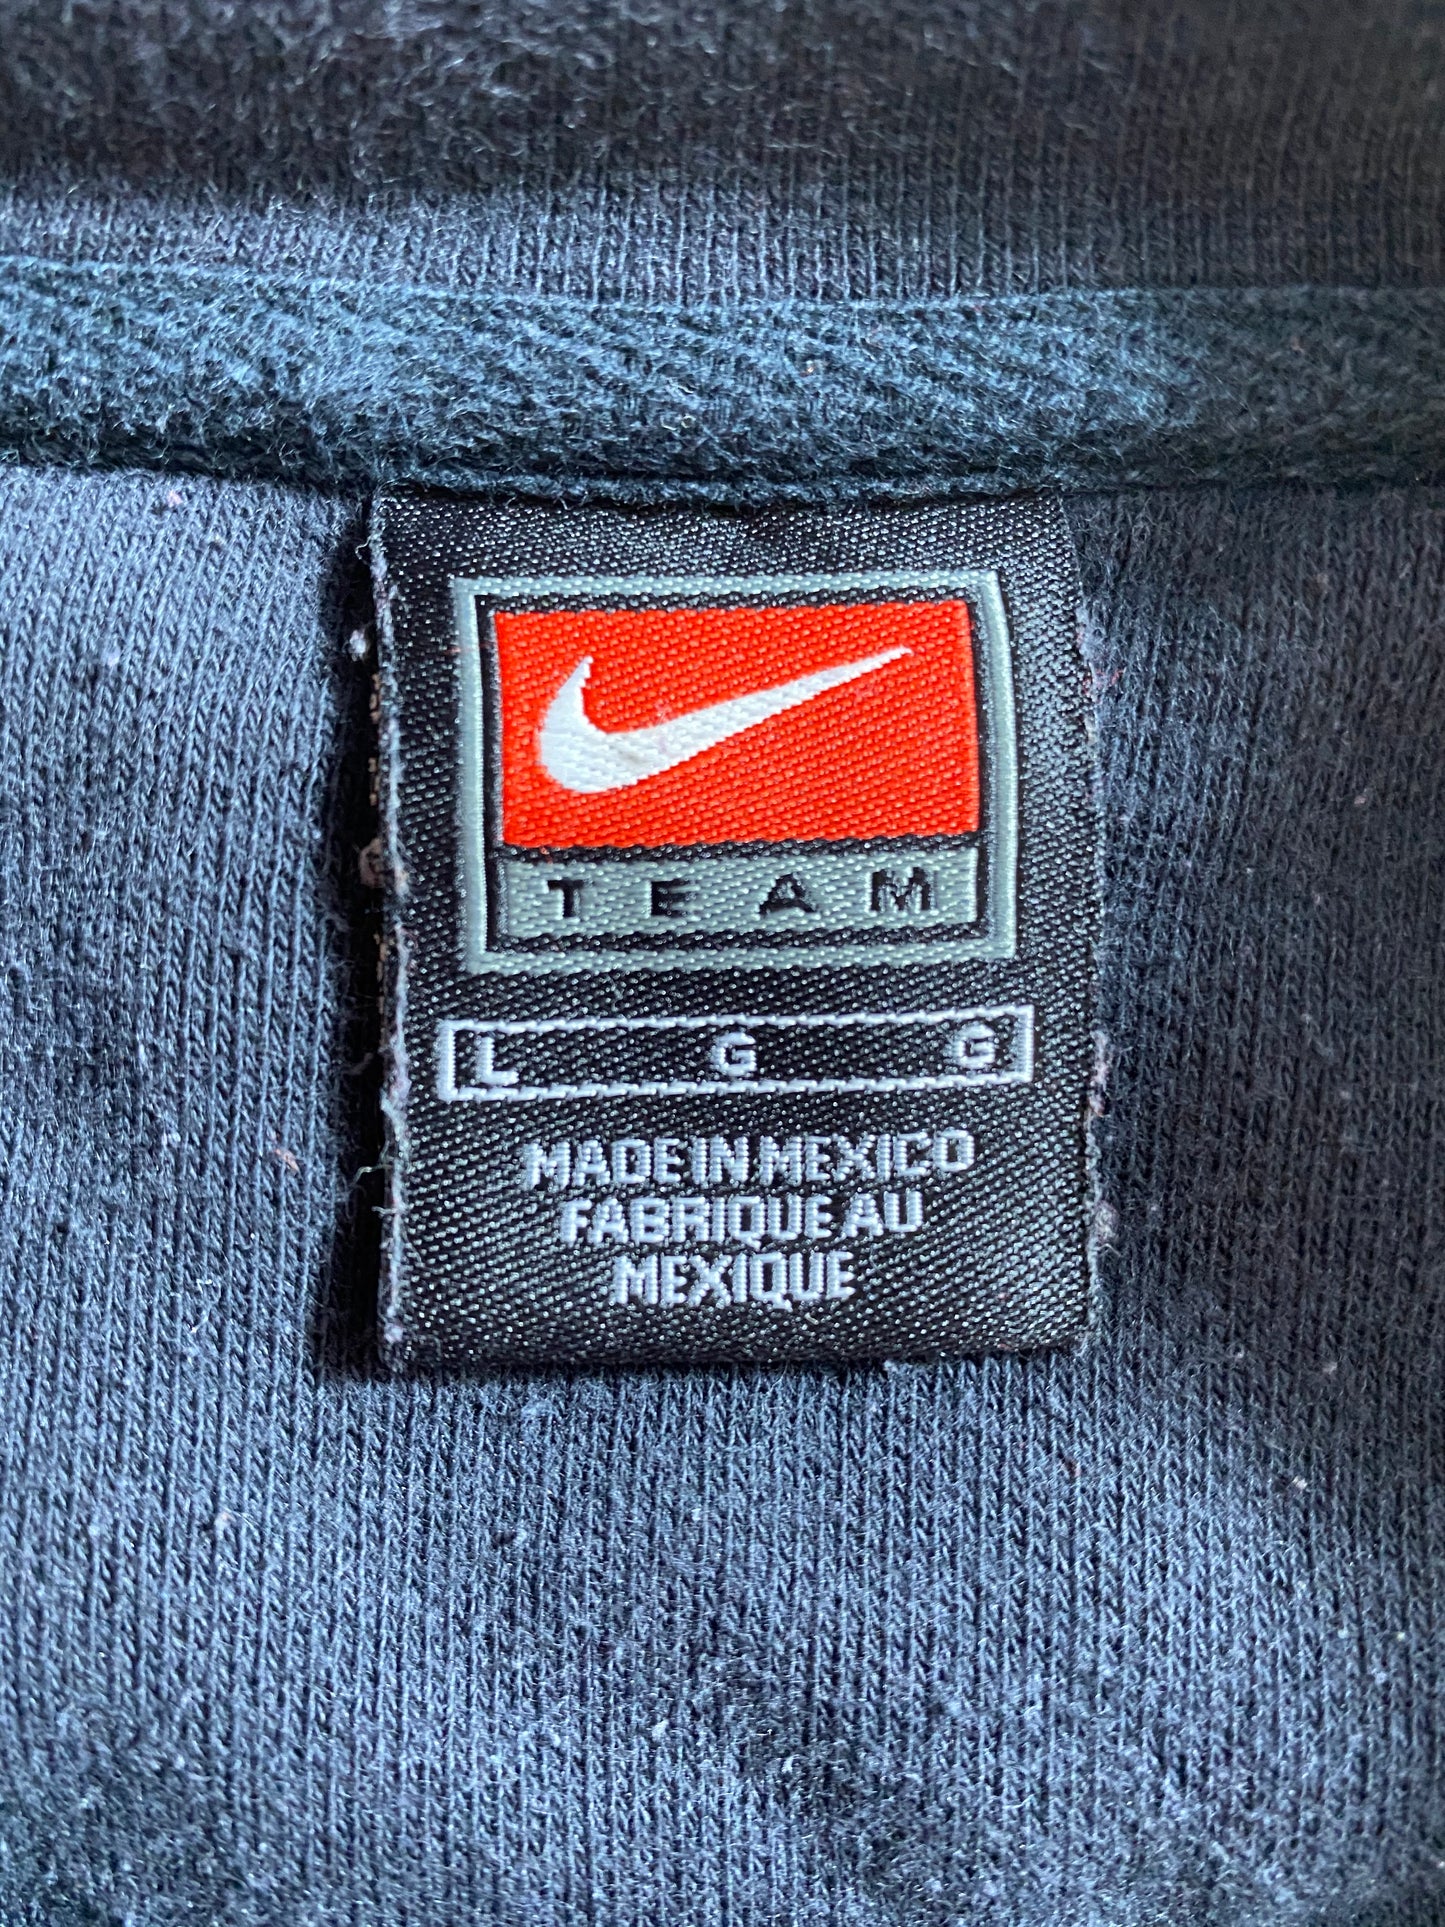 TEAM
L G G
MADE IN MEXICO
FABRIQUE AU
MEXIQUE